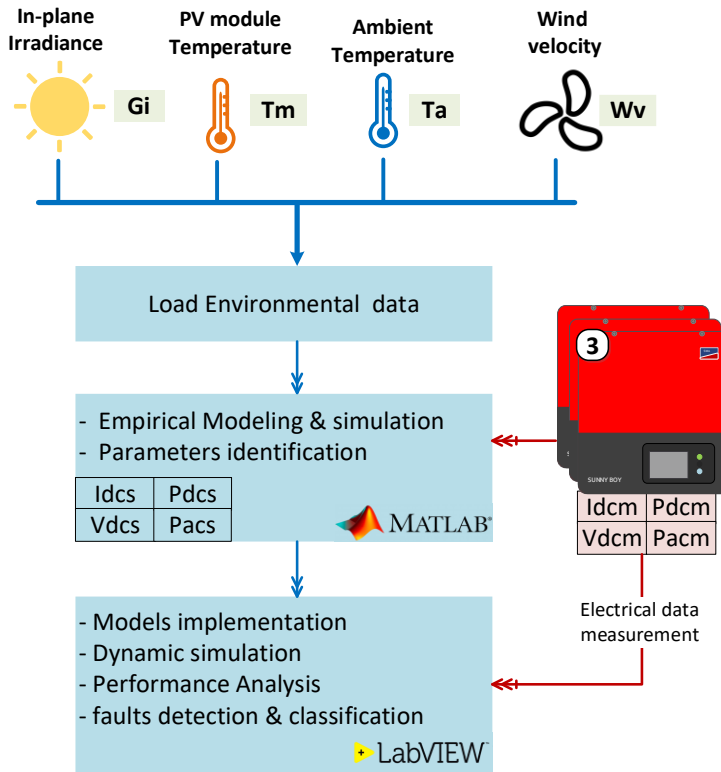 In-plane
Irradiance
PV module
Temperature
Ambient
Temperature
Wind
velocity
Gi
Tm
Ta
Wv
Load Environmental data
3
- Empirical Modeling & simulation
- Parameters identification
Idcs Pdcs
Vdcs Pacs
MATLAB®
SUNNY BOY
Idcm Pdcm
Vdcm Pacm
Electrical data
measurement
- Models implementation
- Dynamic simulation
- Performance Analysis
- faults detection & classification
LabVIEW™